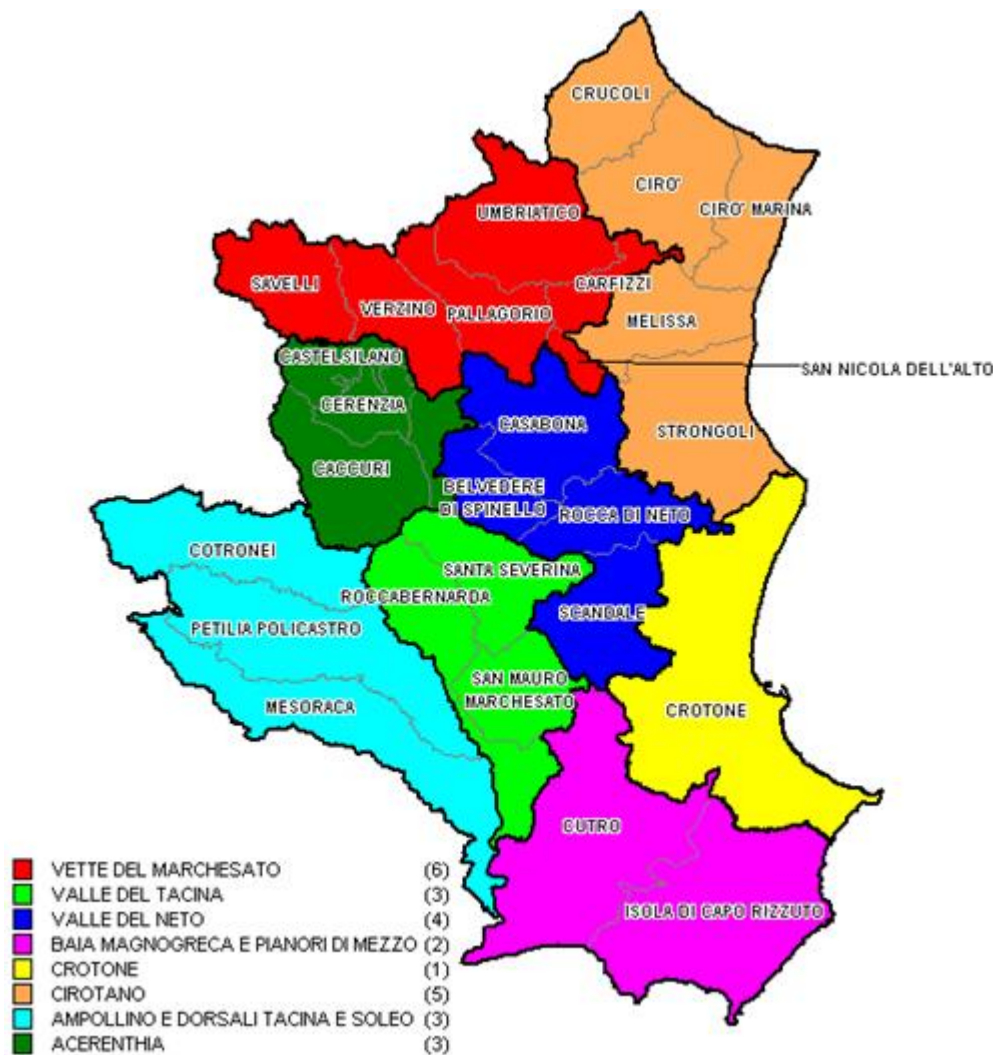 CRUCOLI
CIRO'
CIRO' MARINA
UMBRIATICO
SAVELLI
VERZINO
CARFIZZI
PALLAGORIO
MELISSA
CASTELSILANO
SAN NICOLA DELL'ALTO
CERENZIA
CASABONA
STRONGOLI
CACCURI
BELVEDERE
DI SPINELLO
ROCCA DI NETO
COTRONEI
SANTA SEVERINA
ROCCABERNARDA
SCANDALE
PETILIA POLICASTRO
SAN MAURO
MARCHESATO
MESORACA
CROTONE
CUTRO
ISOLA DI CAPO RIZZUTO
VETTE DEL MARCHESATO (6)
VALLE DEL TACINA (3)
VALLE DEL NETO (4)
BAIA MAGNOGRECA E PIANORI DI MEZZO (2)
CROTONE (1)
CIROTANO (5)
AMPOLLINO E DORSALI TACINA E SOLEO (3)
ACERENTHIA (3)